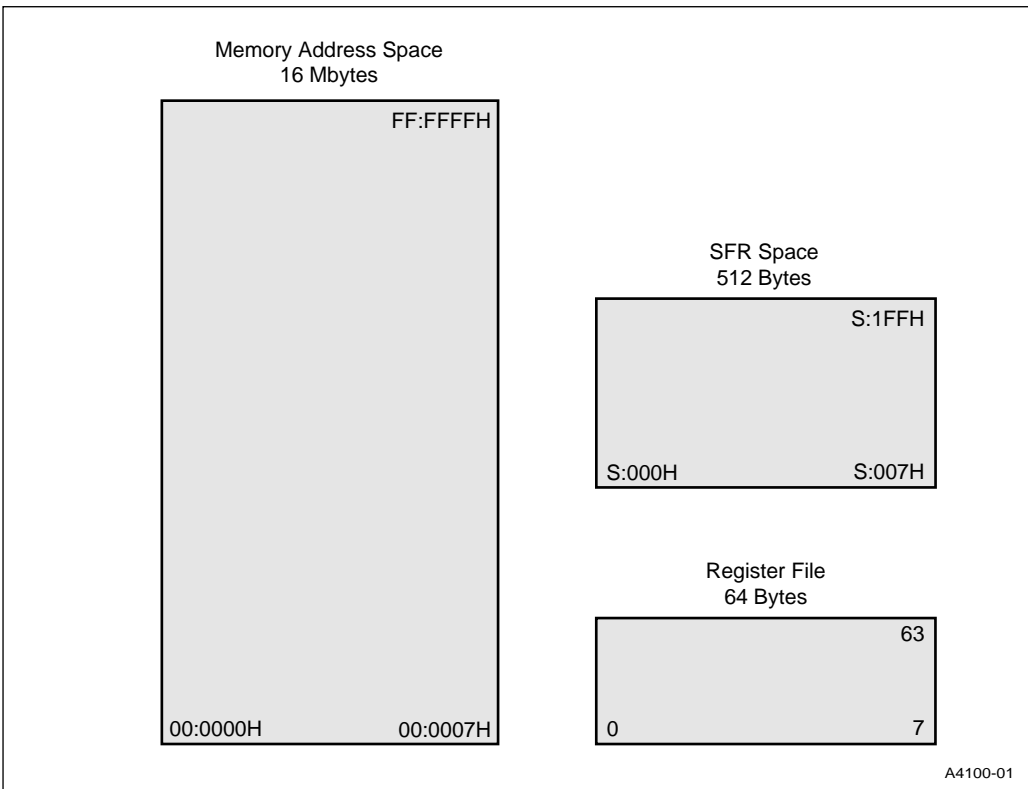 Memory Address Space
16 Mbytes
FF:FFFFH
00:0000H 00:0007H
SFR Space
512 Bytes
S:1FFH
S:000H S:007H
Register File
64 Bytes
63
0 7
A4100-01